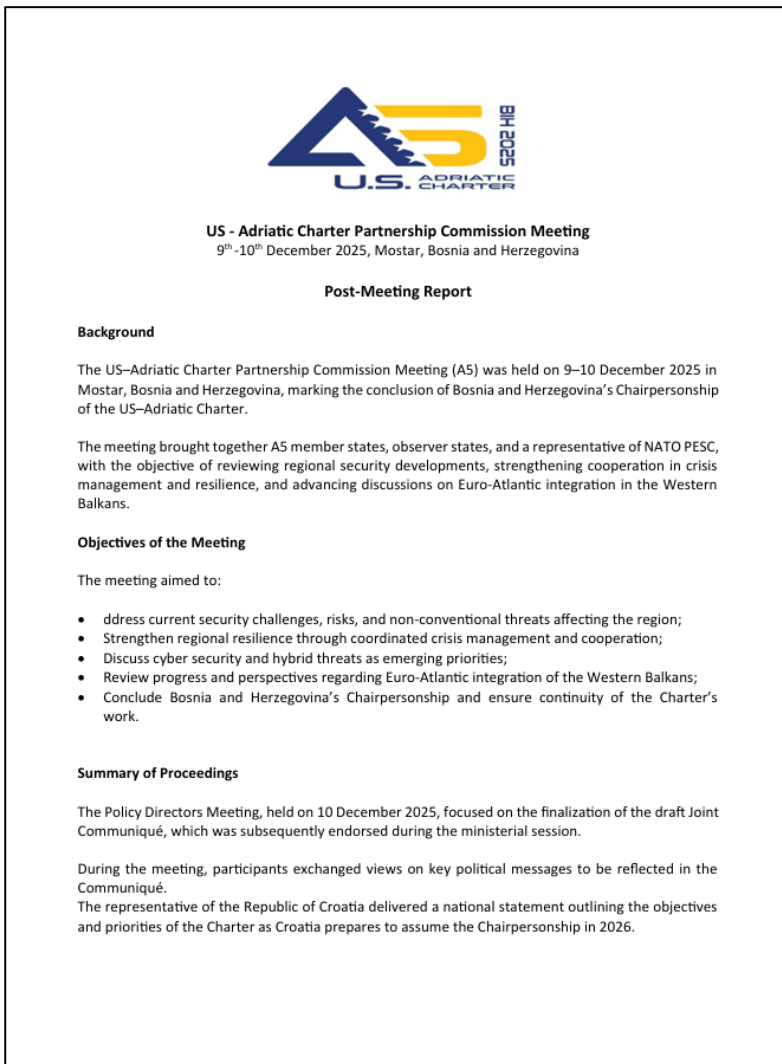 A5
BIH 2025
U.S. ADRIATIC CHARTER
US - Adriatic Charter Partnership Commission Meeting
9th -10th December 2025, Mostar, Bosnia and Herzegovina
Post-Meeting Report
Background
The US–Adriatic Charter Partnership Commission Meeting (A5) was held on 9–10 December 2025 in
Mostar, Bosnia and Herzegovina, marking the conclusion of Bosnia and Herzegovina’s Chairpersonship
of the US–Adriatic Charter.
The meeting brought together A5 member states, observer states, and a representative of NATO PESC,
with the objective of reviewing regional security developments, strengthening cooperation in crisis
management and resilience, and advancing discussions on Euro-Atlantic integration in the Western
Balkans.
Objectives of the Meeting
The meeting aimed to:
• ddress current security challenges, risks, and non-conventional threats affecting the region;
• Strengthen regional resilience through coordinated crisis management and cooperation;
• Discuss cyber security and hybrid threats as emerging priorities;
• Review progress and perspectives regarding Euro-Atlantic integration of the Western Balkans;
• Conclude Bosnia and Herzegovina’s Chairpersonship and ensure continuity of the Charter’s
work.
Summary of Proceedings
The Policy Directors Meeting, held on 10 December 2025, focused on the finalization of the draft Joint
Communiqué, which was subsequently endorsed during the ministerial session.
During the meeting, participants exchanged views on key political messages to be reflected in the
Communiqué.
The representative of the Republic of Croatia delivered a national statement outlining the objectives
and priorities of the Charter as Croatia prepares to assume the Chairpersonship in 2026.